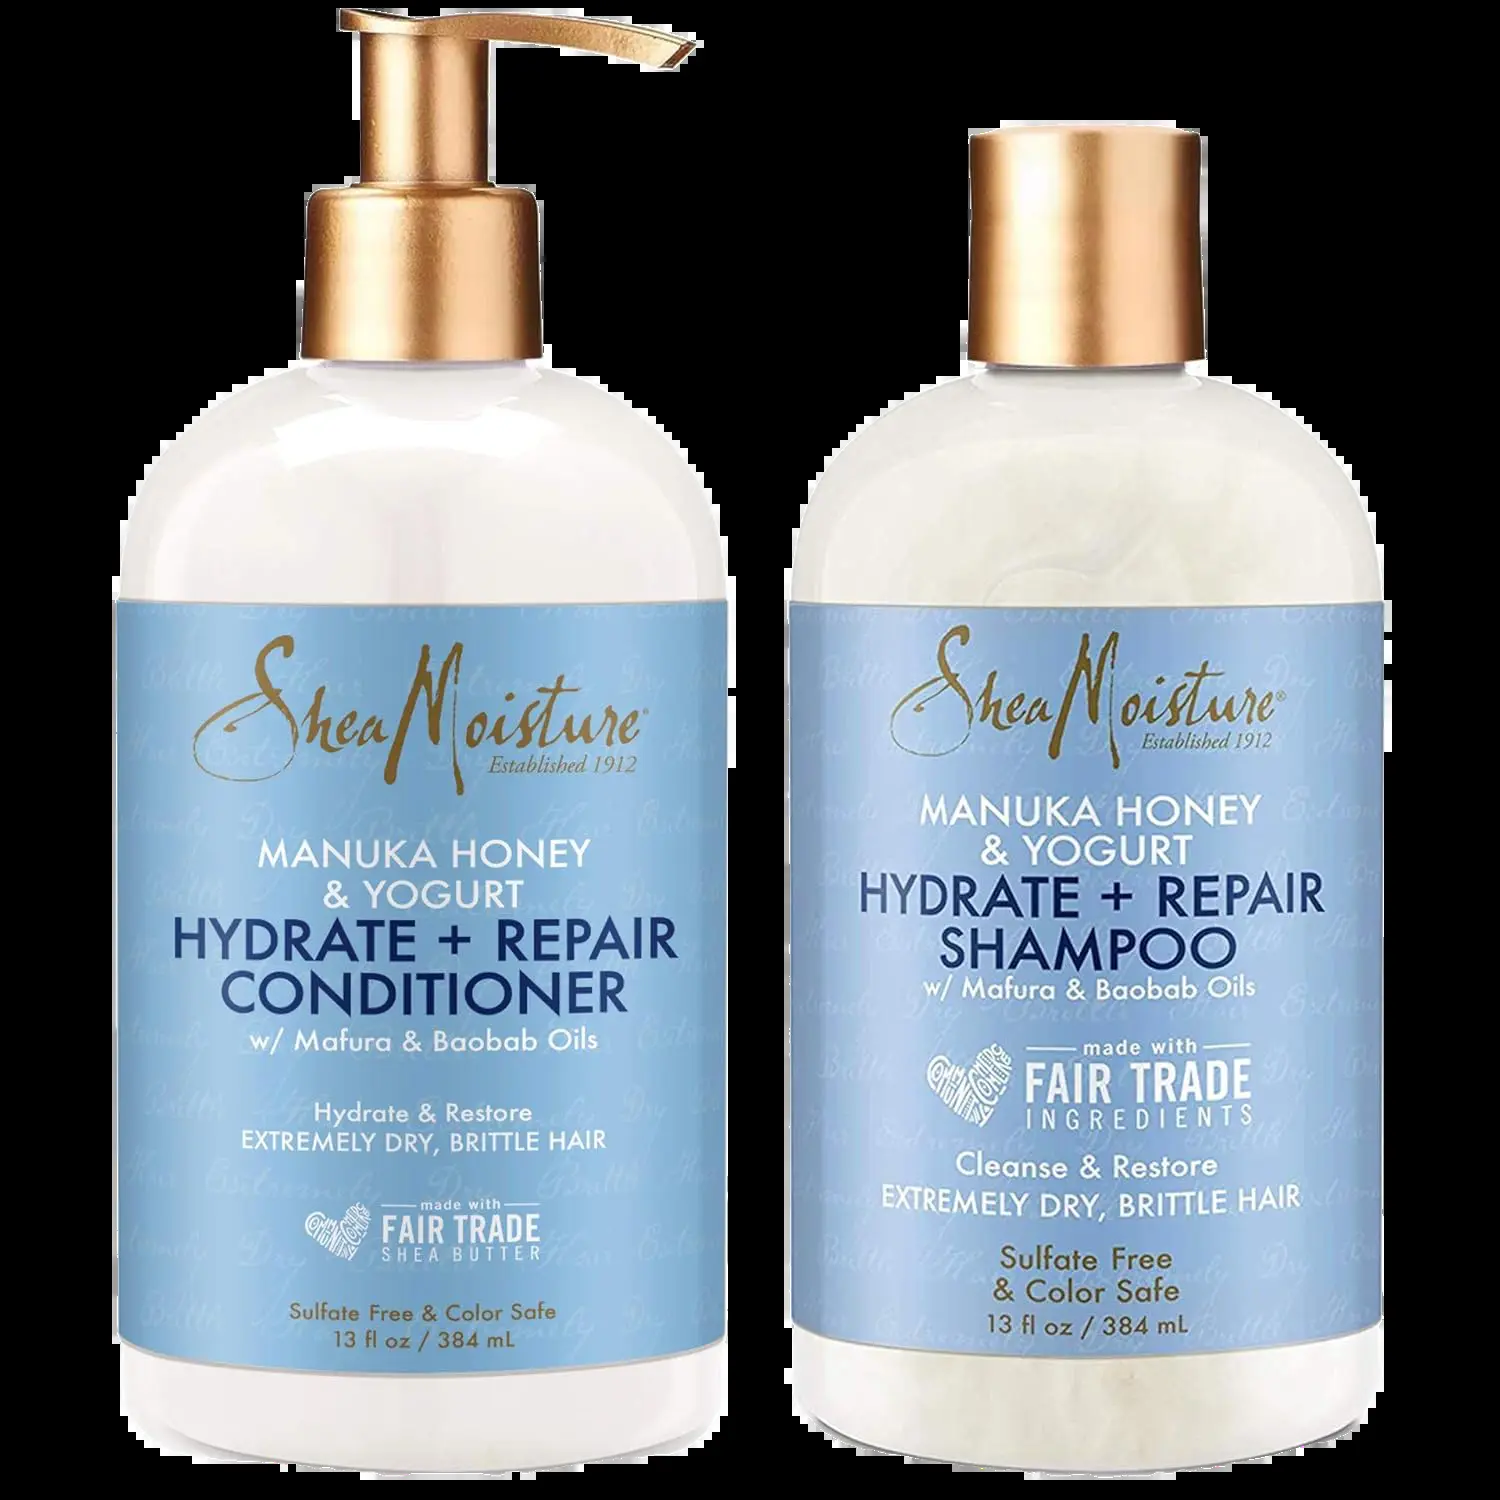 SheaMoisture
Established 1912
MANUKA HONEY
& YOGURT
HYDRATE + REPAIR
CONDITIONER
w/ Mafura & Baobab Oils
Hydrate & Restore
EXTREMELY DRY, BRITTLE HAIR
made with
FAIR TRADE
SHEA BUTTER
Sulfate Free & Color Safe
13 fl oz / 384 mL
SheaMoisture®
Established 1912
MANUKA HONEY
& YOGURT
HYDRATE + REPAIR
SHAMPOO
w/ Mafura & Baobab Oils
made with
FAIR TRADE
INGREDIENTS
Cleanse & Restore
EXTREMELY DRY, BRITTLE HAIR
Sulfate Free
& Color Safe
13 fl oz / 384 mL